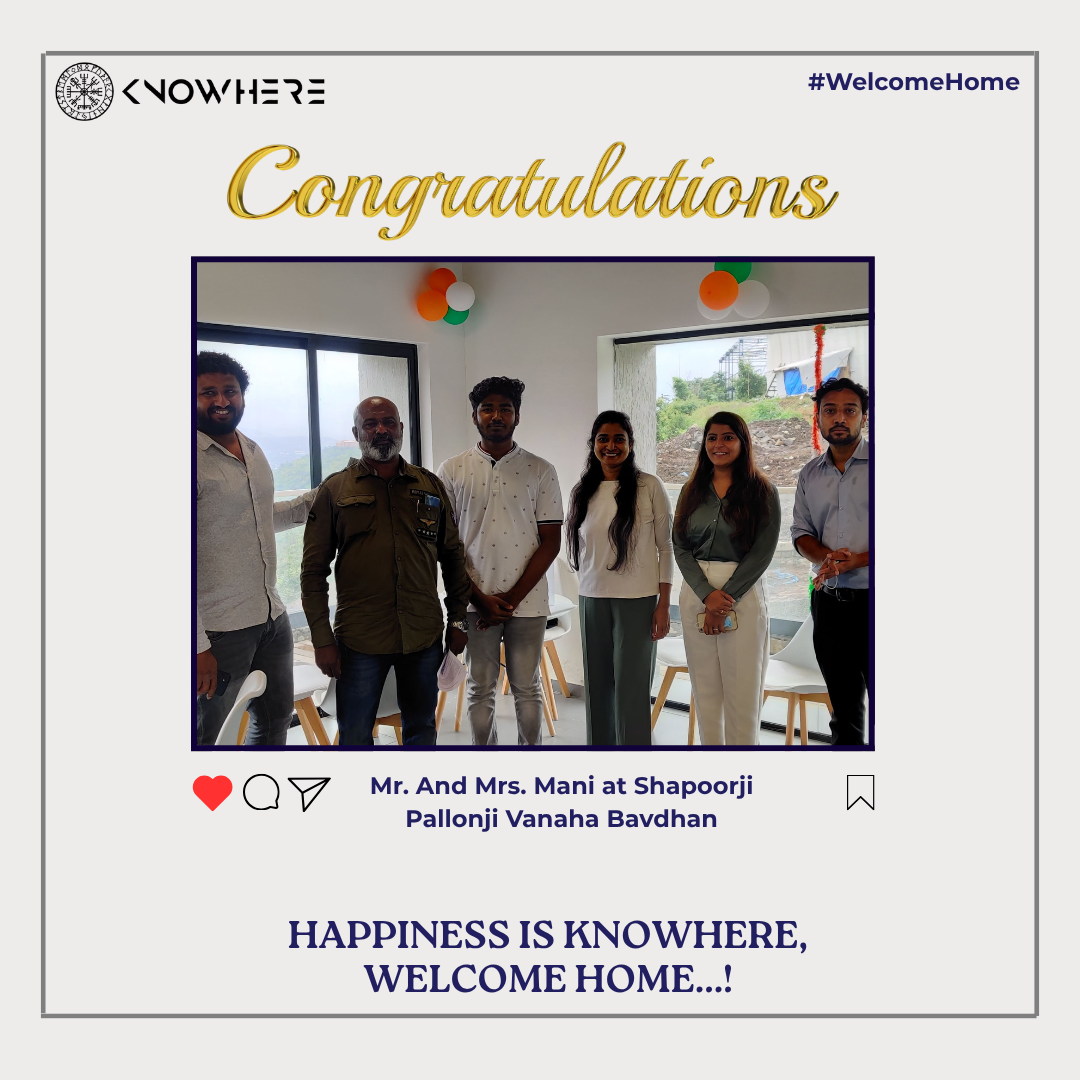 KNOWHERE
#WelcomeHome
Congratulations
Mr. And Mrs. Mani at Shapoorji
Pallonji Vanaha Bavdhan
HAPPINESS IS KNOWHERE,
WELCOME HOME...!